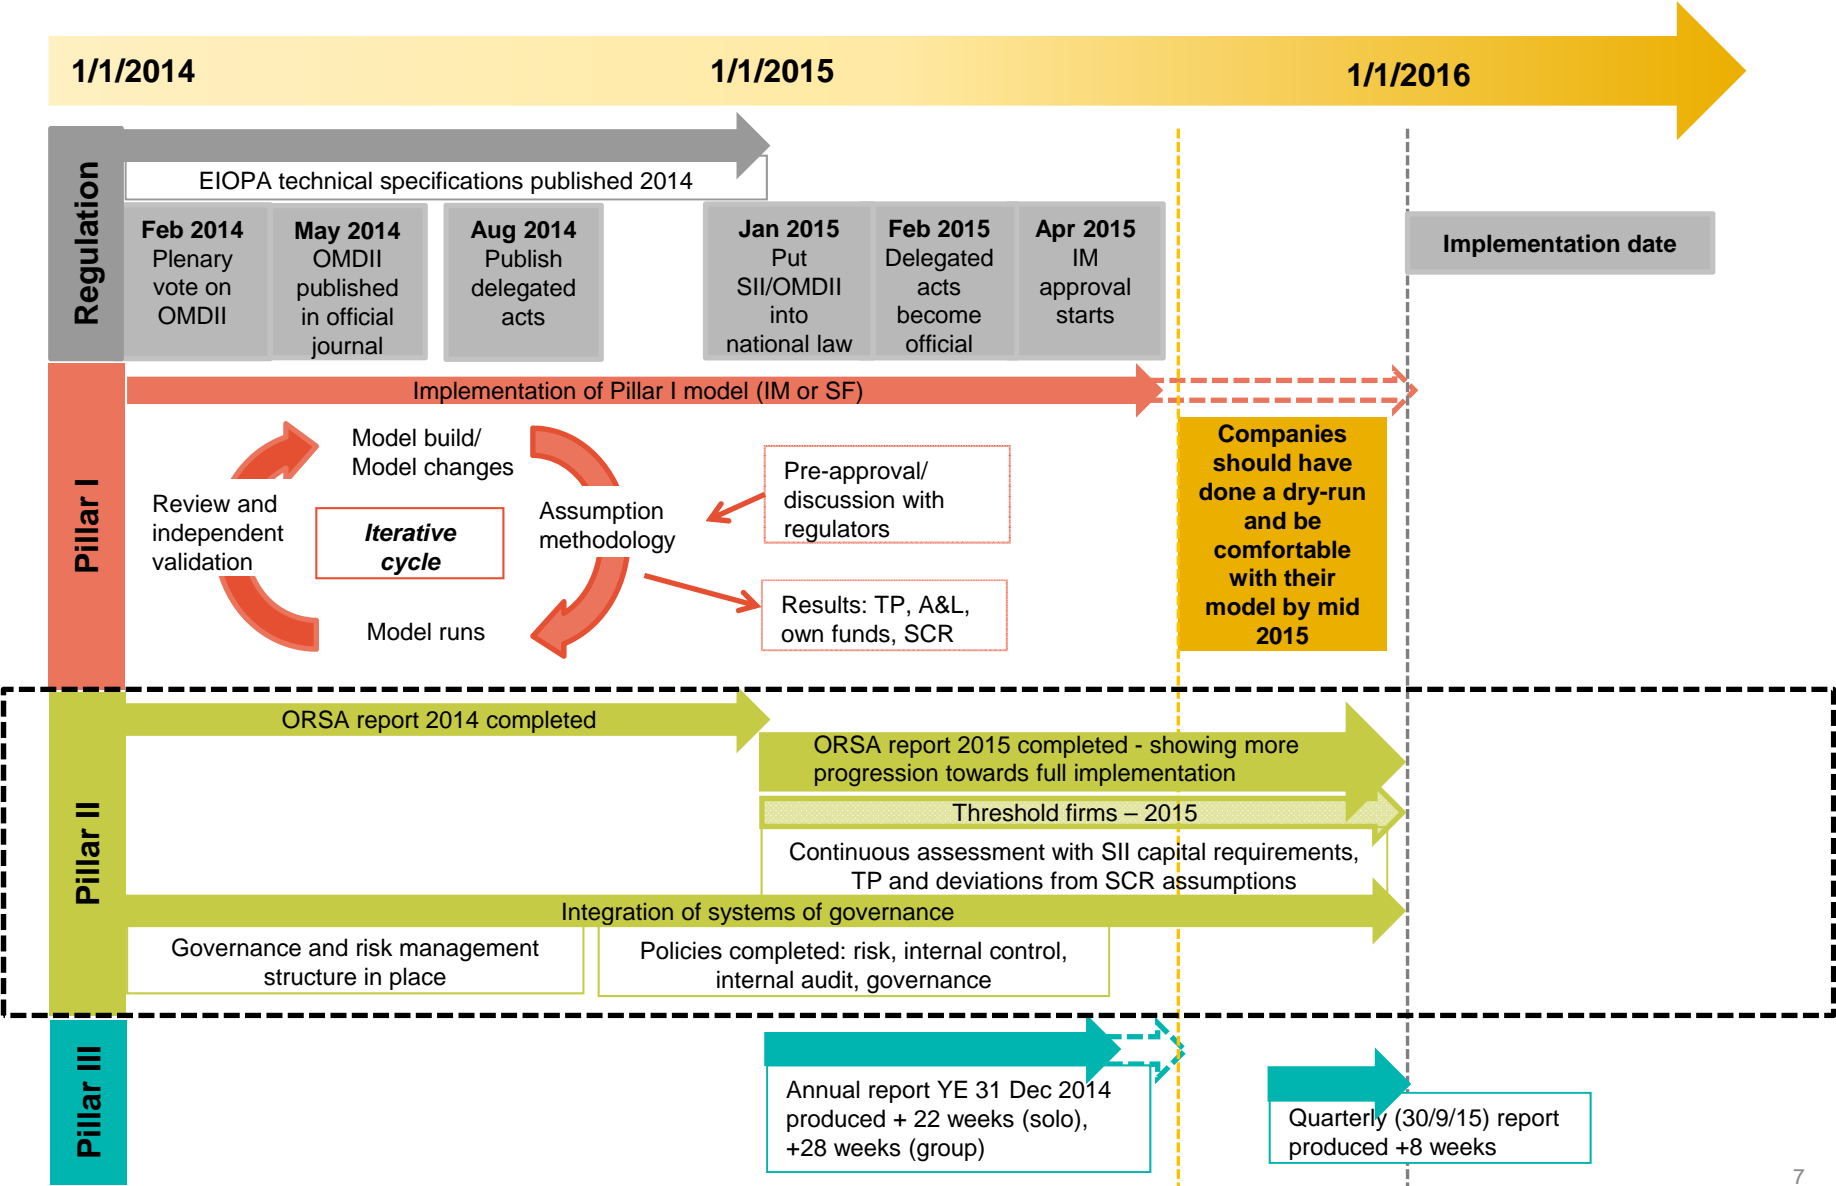 1/1/2014
1/1/2015
1/1/2016
Regulation
EIOPA technical specifications published 2014
Feb 2014
Plenary
vote on
OMDII
May 2014
OMDII
published
in official
journal
Aug 2014
Publish
delegated
acts
Jan 2015
Put
SII/OMDII
into
national law
Feb 2015
Delegated
acts
become
official
Apr 2015
IM
approval
starts
Implementation date
Pillar I
Implementation of Pillar I model (IM or SF)
Model build/
Model changes
Review and
independent
validation
Iterative
cycle
Assumption
methodology
Model runs
Pre-approval/
discussion with
regulators
Results: TP, A&L,
own funds, SCR
Companies
should have
done a dry-run
and be
comfortable
with their
model by mid
2015
Pillar II
ORSA report 2014 completed
ORSA report 2015 completed - showing more
progression towards full implementation
Threshold firms – 2015
Continuous assessment with SII capital requirements,
TP and deviations from SCR assumptions
Integration of systems of governance
Governance and risk management
structure in place
Policies completed: risk, internal control,
internal audit, governance
Pillar III
Annual report YE 31 Dec 2014
produced + 22 weeks (solo),
+28 weeks (group)
Quarterly (30/9/15) report
produced +8 weeks
7